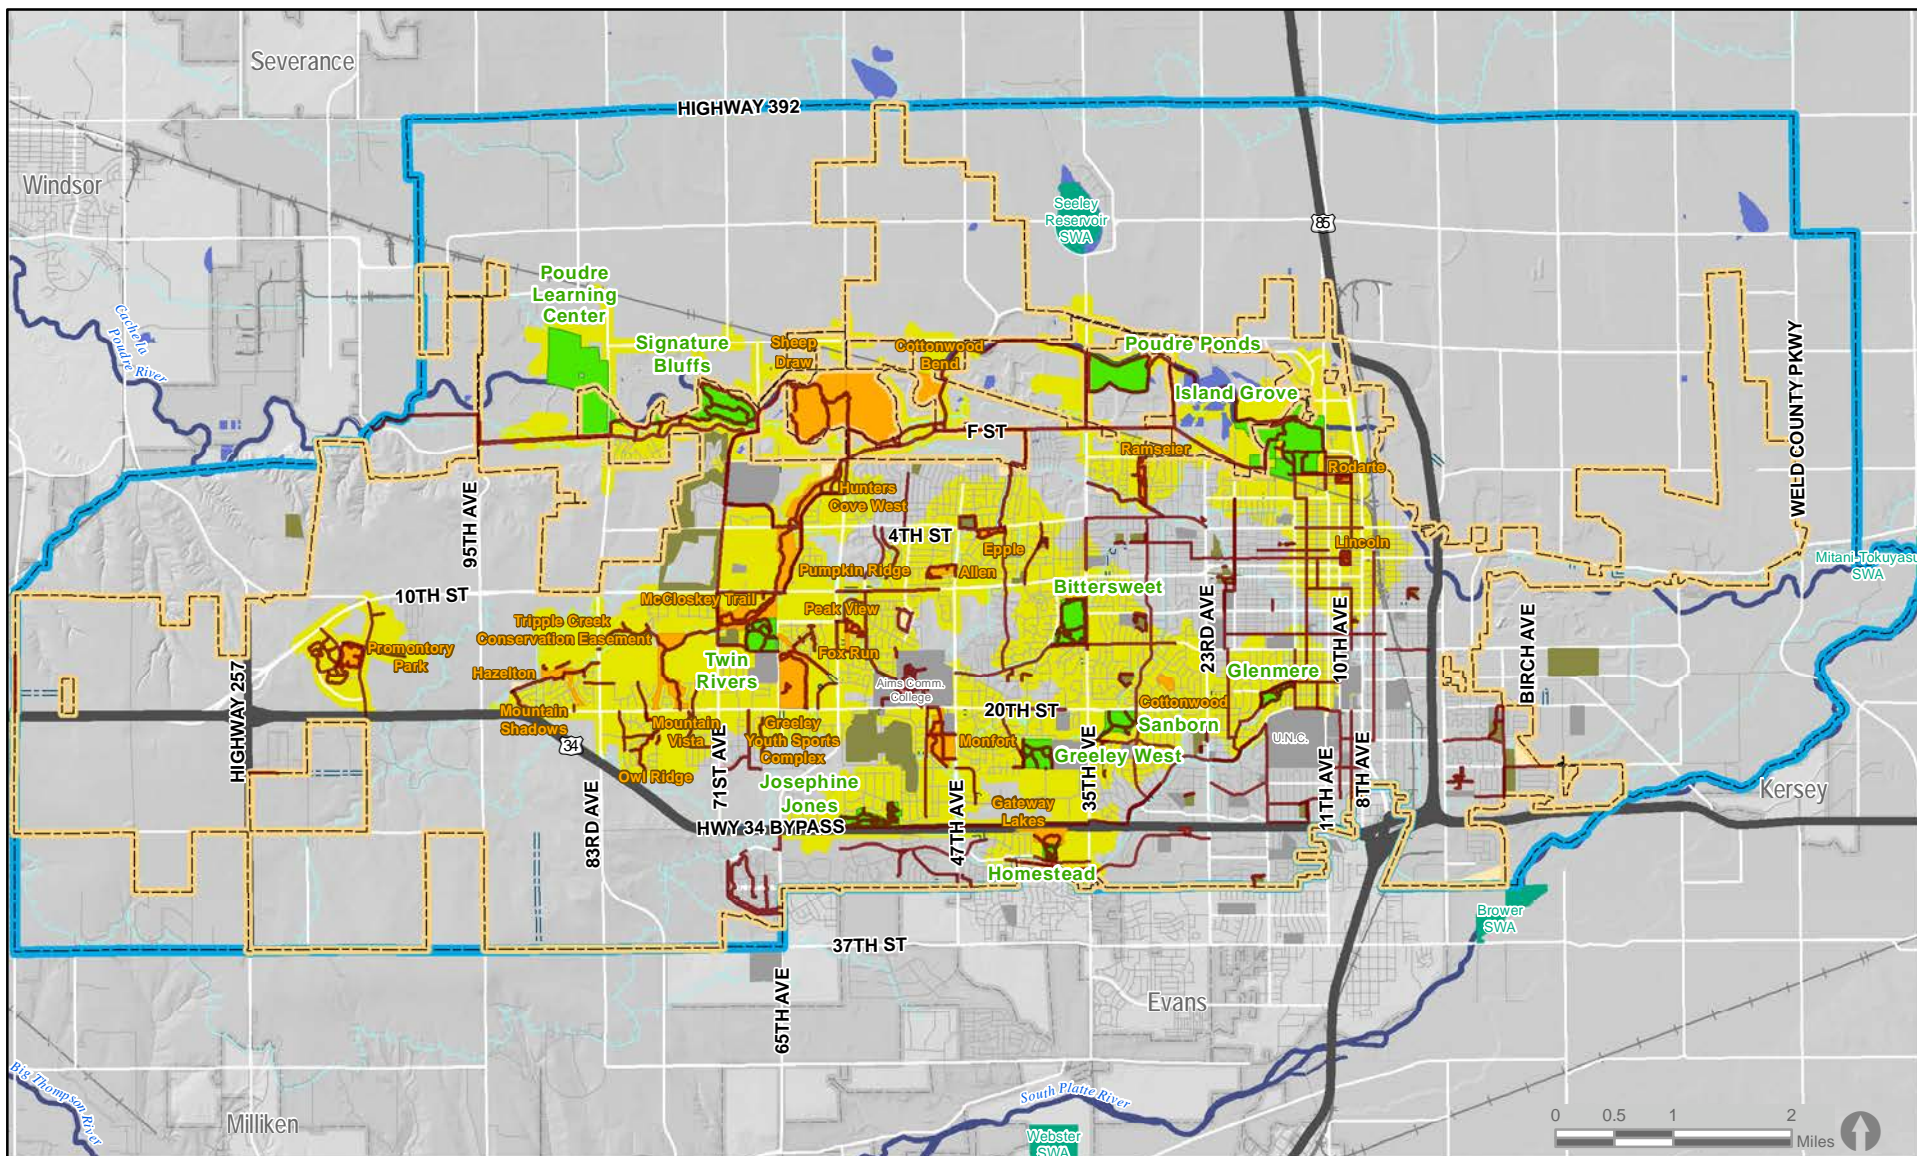 Severance
HIGHWAY 392
Windsor
Seeley
Reservoir
SWA
85
Poudre
Learning
Center
Cache la
Poudre River
Signature
Bluffs
Sheep
Draw
Cottonwood
Bend
Poudre Ponds
Island Grove
WELD COUNTY PKWY
F ST
Ramseier
Rodarte
Hunters
Cove West
95TH AVE
4TH ST
Epple
Lincoln
Mitani-Tokuyasu
SWA
Pumpkin Ridge
Allen
10TH ST
McCloskey Trail
Bittersweet
Peak View
Tripple Creek
Conservation Easement
23RD AVE
10TH AVE
BIRCH AVE
Promontory
Park
Fox Run
Hazelton
Twin
Rivers
Aims Comm.
College
Glenmere
HIGHWAY 257
Mountain
Shadows
Mountain
Vista
Greeley
Youth Sports
Complex
20TH ST
Cottonwood
Sanborn
Monfort
U.N.C.
34
71ST AVE
35TH AVE
Greeley West
Owl Ridge
Josephine
Jones
11TH AVE
8TH AVE
Kersey
83RD AVE
HWY 34 BYPASS
47TH AVE
Gateway
Lakes
Homestead
Brower
SWA
37TH ST
65TH AVE
Evans
Big Thompson
River
Milliken
South Platte River
Webster
SWA
0 0.5 1 2
Miles